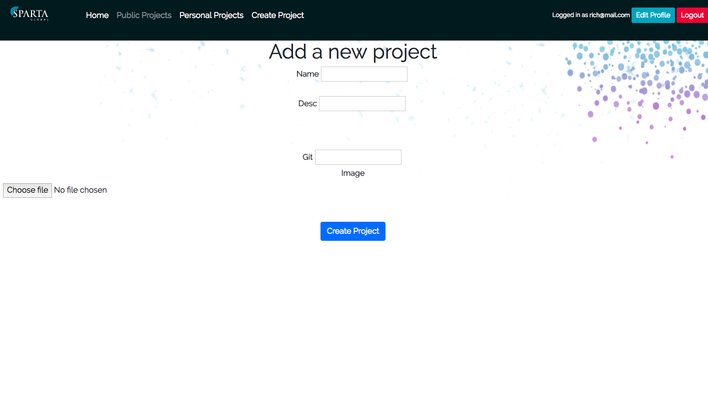 SPARTA
GLOBAL
Home Public Projects Personal Projects Create Project
Logged in as rich@mail.com Edit Profile Logout
Add a new project
Name
Desc
Git
Image
Choose file No file chosen
Create Project